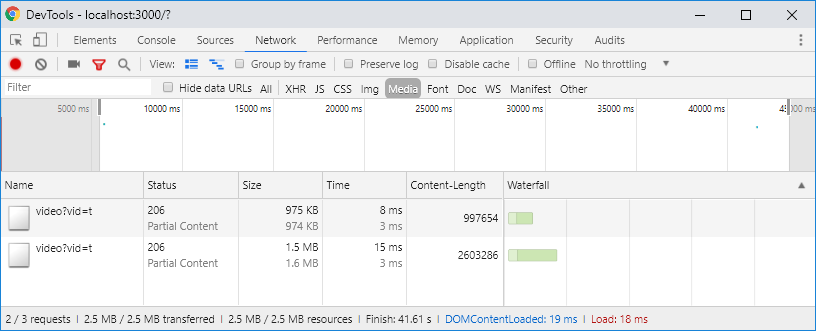 DevTools - localhost:3000/?
Elements Console Sources Network Performance Memory Application Security Audits
View: Group by frame Preserve log Disable cache Offline No throttling
Filter Hide data URLs All XHR JS CSS Img Media Font Doc WS Manifest Other
5000 ms 10000 ms 15000 ms 20000 ms 25000 ms 30000 ms 35000 ms 40000 ms 45000 ms
Name Status Size Time Content-Length Waterfall
video?vid=t 206 975 KB 8 ms 997654
Partial Content 974 KB 3 ms
video?vid=t 206 1.5 MB 15 ms 2603286
Partial Content 1.6 MB 3 ms
2 / 3 requests 2.5 MB / 2.5 MB transferred 2.5 MB / 2.5 MB resources Finish: 41.61 s DOMContentLoaded: 19 ms Load: 18 ms